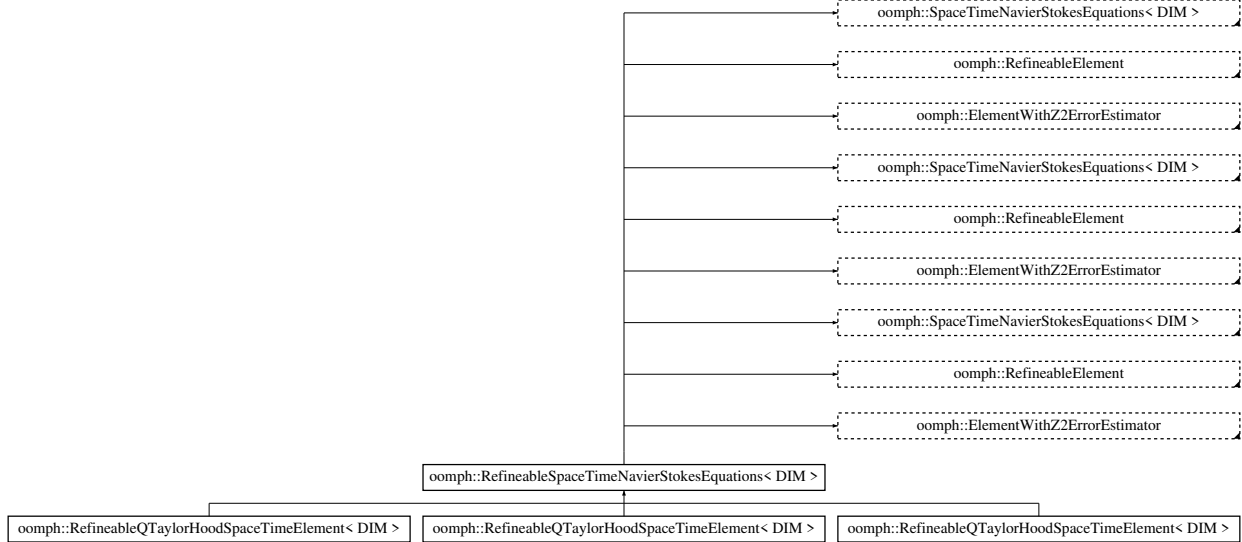 oomph::SpaceTimeNavierStokesEquations< DIM >
oomph::RefineableElement
oomph::ElementWithZ2ErrorEstimator
oomph::SpaceTimeNavierStokesEquations< DIM >
oomph::RefineableElement
oomph::ElementWithZ2ErrorEstimator
oomph::SpaceTimeNavierStokesEquations< DIM >
oomph::RefineableElement
oomph::ElementWithZ2ErrorEstimator
oomph::RefineableSpaceTimeNavierStokesEquations< DIM >
oomph::RefineableQTaylorHoodSpaceTimeElement< DIM >
oomph::RefineableQTaylorHoodSpaceTimeElement< DIM >
oomph::RefineableQTaylorHoodSpaceTimeElement< DIM >